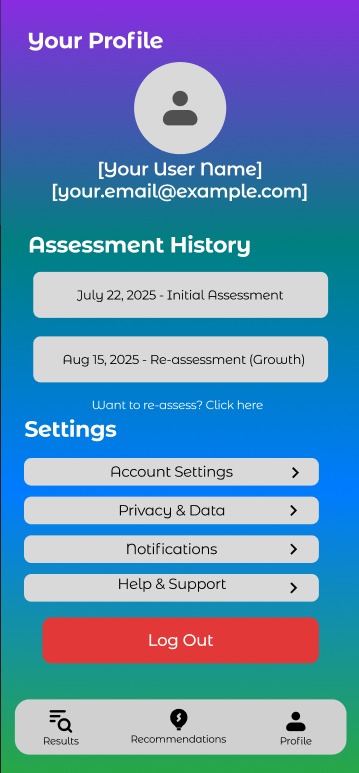 Your Profile
[Your User Name]
[your.email@example.com]
Assessment History
July 22, 2025 - Initial Assessment
Aug 15, 2025 - Re-assessment (Growth)
Want to re-assess? Click here
Settings
Account Settings
Privacy & Data
Notifications
Help & Support
Log Out
Results
Recommendations
Profile